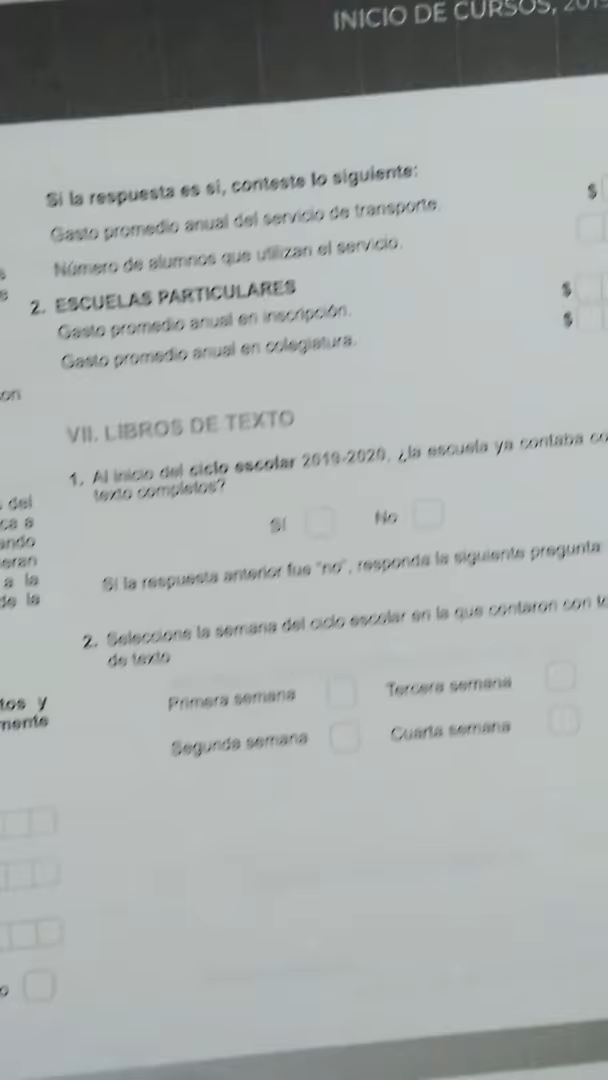 INICIO DE CURSOS, 201
Si la respuesta es sí, conteste lo siguiente:
Gasto promedio anual del servicio de transporte. $
Número de alumnos que utilizan el servicio.
2. ESCUELAS PARTICULARES
Gasto promedio anual en inscripción. $
Gasto promedio anual en colegiatura. $
VII. LIBROS DE TEXTO
1. Al inicio del ciclo escolar 2019-2020, ¿la escuela ya contaba co
texto completos?
SÍ No
Si la respuesta anterior fue "no", responda la siguiente pregunta
2. Seleccione la semana del ciclo escolar en la que contaron con t
de texto
Primera semana Tercera semana
Segunda semana Cuarta semana
on
del
ca a
ando
eran
a la
de la
tos y
mente